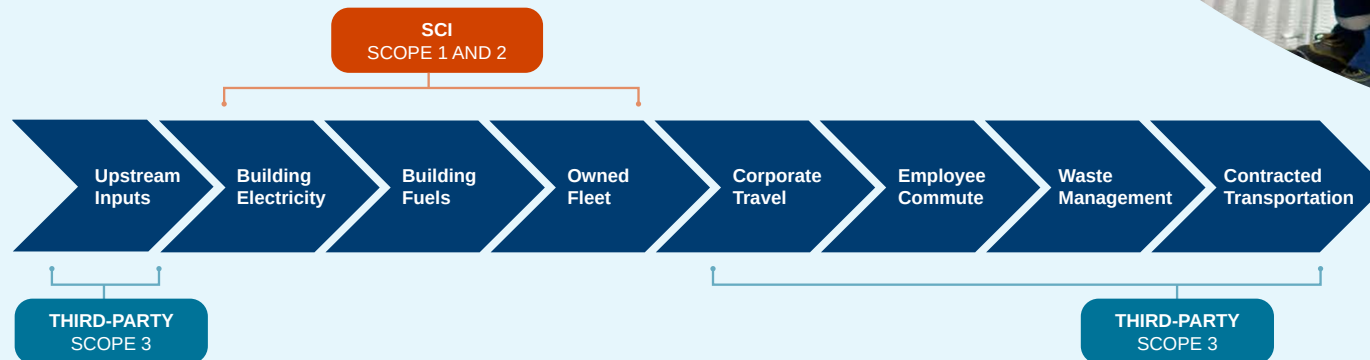 SCI
SCOPE 1 AND 2
Upstream
Inputs
Building
Electricity
Building
Fuels
Owned
Fleet
Corporate
Travel
Employee
Commute
Waste
Management
Contracted
Transportation
THIRD-PARTY
SCOPE 3
THIRD-PARTY
SCOPE 3